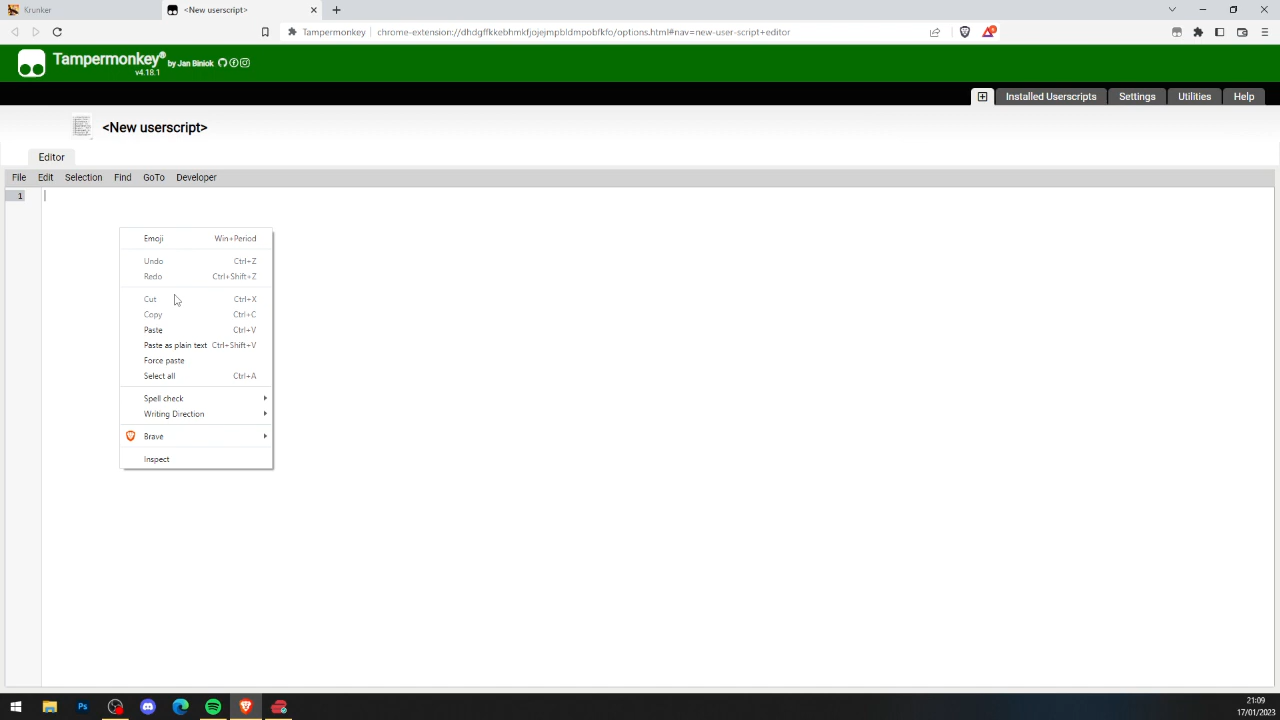 Krunker
<New userscript>
Tampermonkey
chrome-extension://dhdgffkkebhmkfjojejmpbldmpobfkfo/options.html#nav=new-user-script+editor
Tampermonkey® by Jan Biniok
v4.18.1
Installed Userscripts
Settings
Utilities
Help
<New userscript>
Editor
File Edit Selection Find GoTo Developer
1
Emoji Win+Period
Undo Ctrl+Z
Redo Ctrl+Shift+Z
Cut Ctrl+X
Copy Ctrl+C
Paste Ctrl+V
Paste as plain text Ctrl+Shift+V
Force paste
Select all Ctrl+A
Spell check
Writing Direction
Brave
Inspect
21:09
17/01/2023